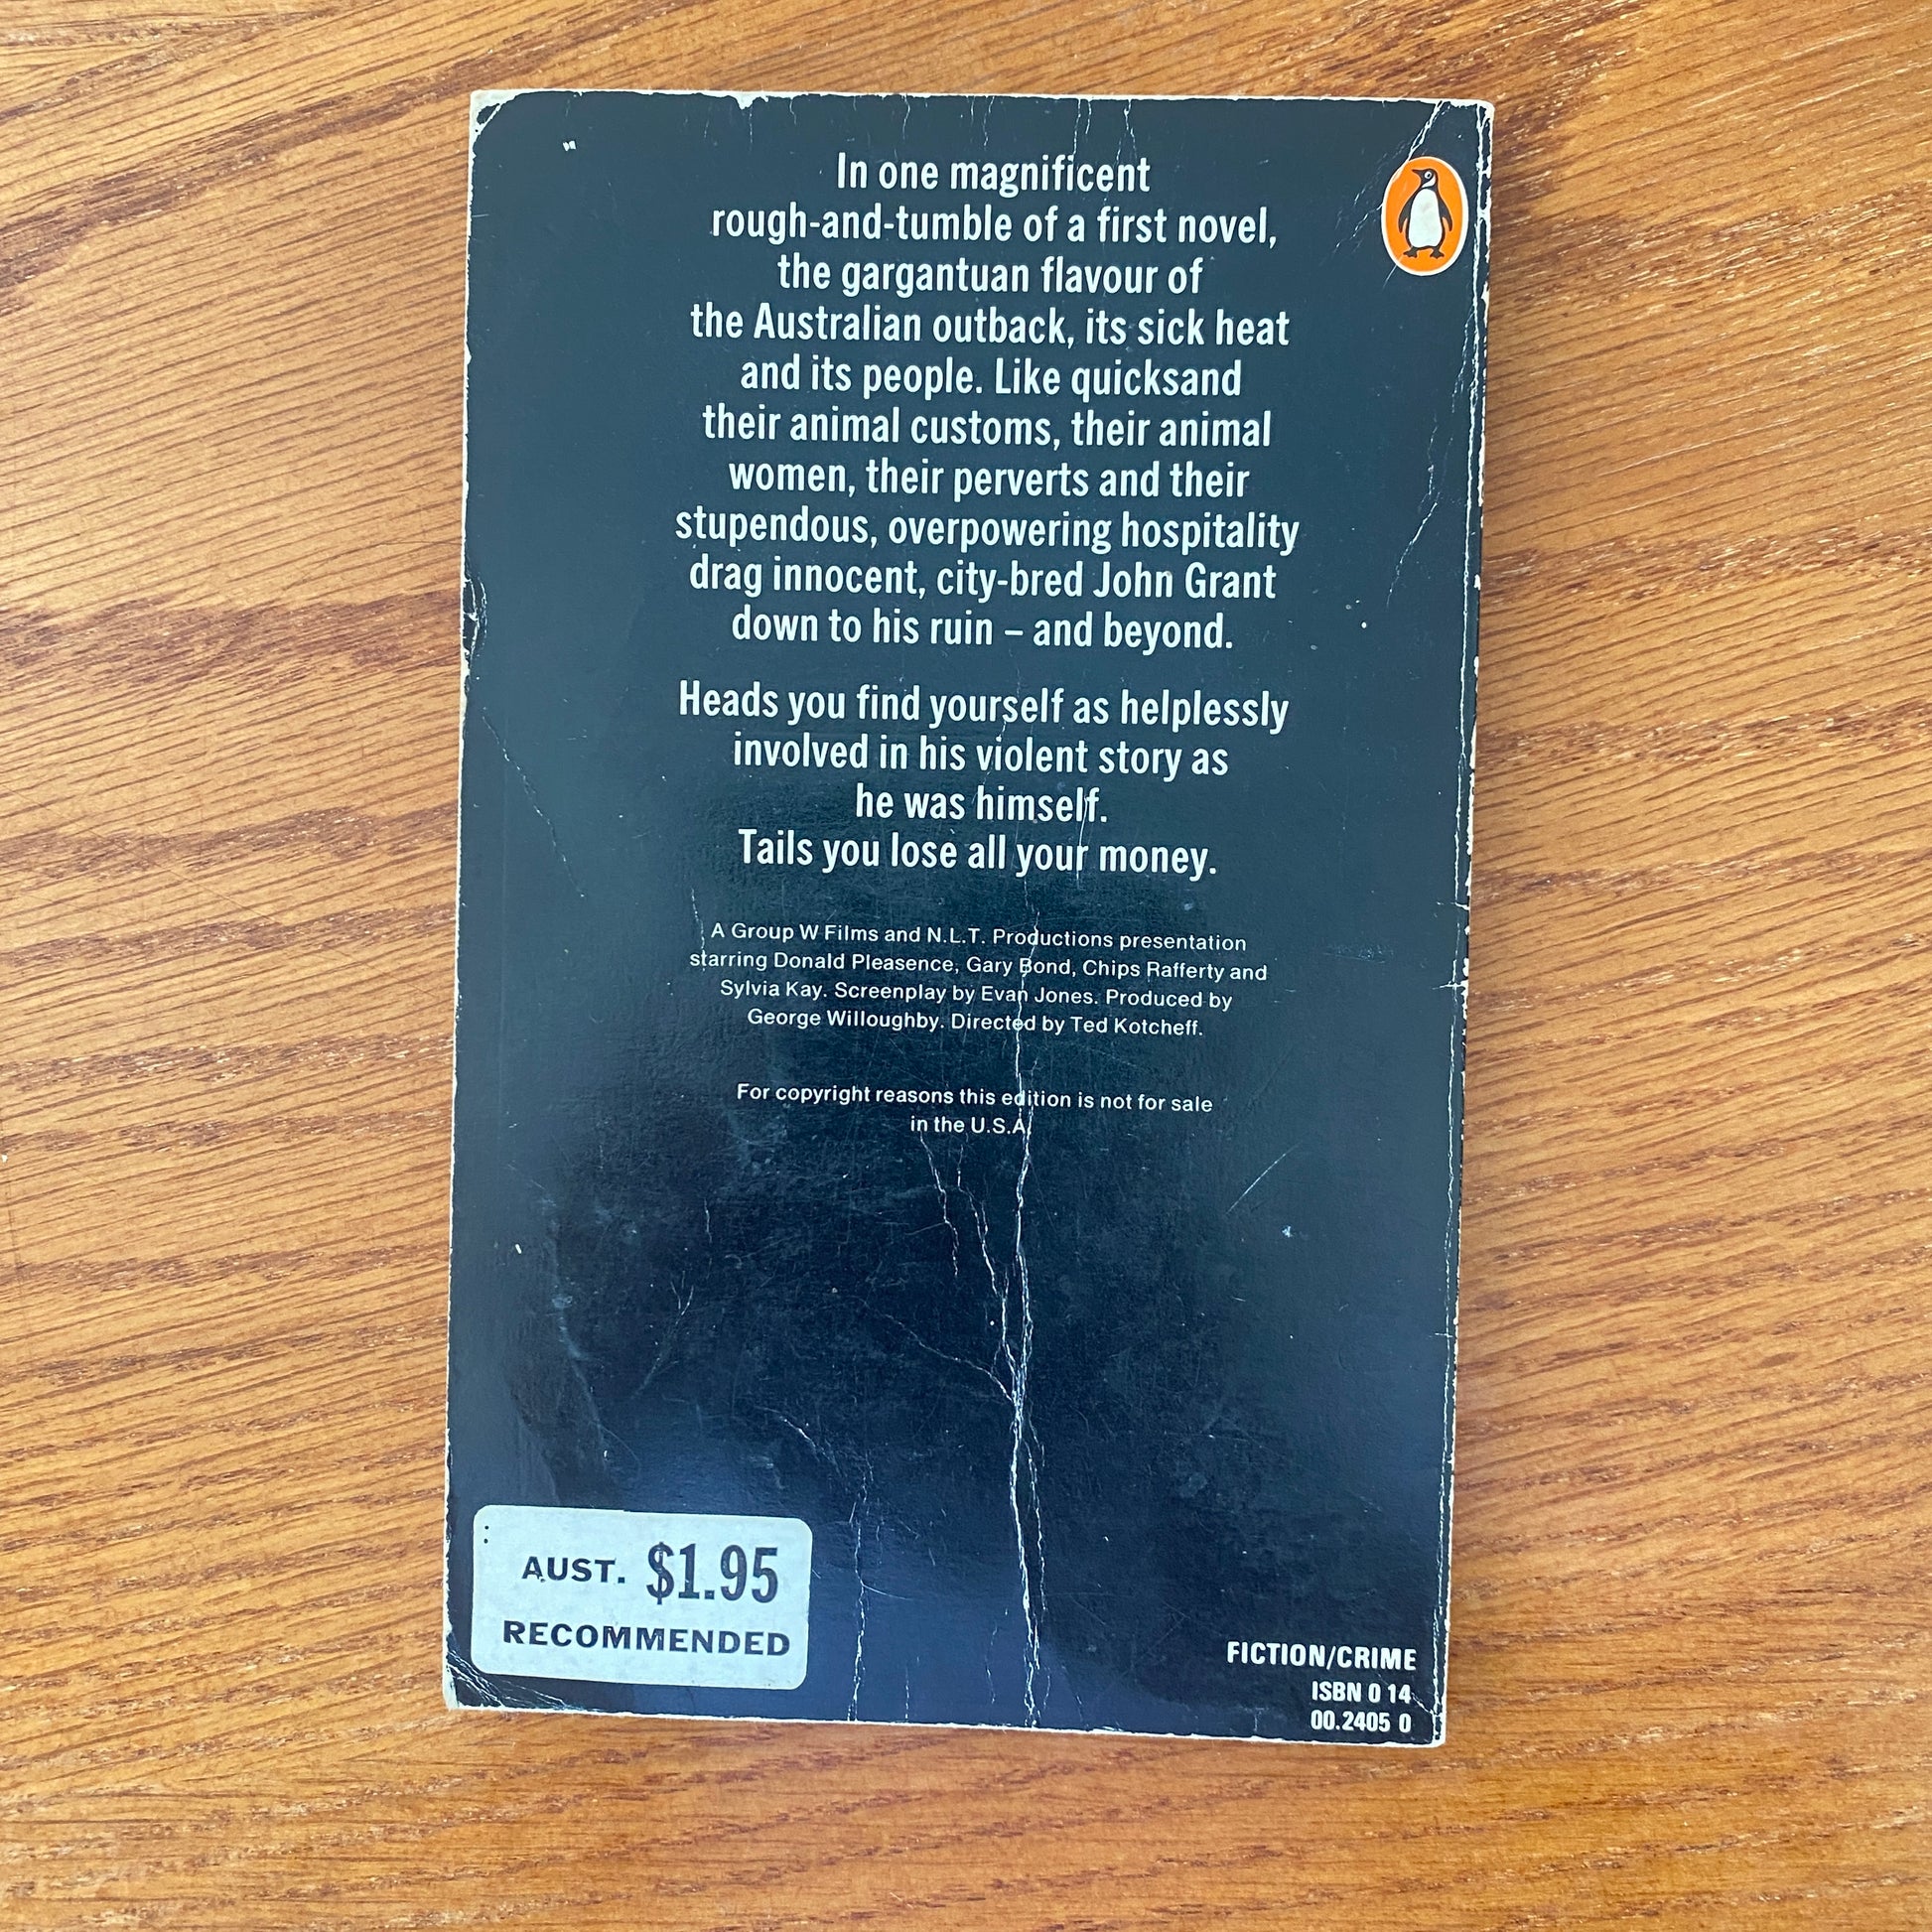 In one magnificent
rough-and-tumble of a first novel,
the gargantuan flavour of
the Australian outback, its sick heat
and its people. Like quicksand
their animal customs, their animal
women, their perverts and their
stupendous, overpowering hospitality
drag innocent, city-bred John Grant
down to his ruin – and beyond.
Heads you find yourself as helplessly
involved in his violent story as
he was himself.
Tails you lose all your money.
A Group W Films and N.L.T. Productions presentation
starring Donald Pleasence, Gary Bond, Chips Rafferty and
Sylvia Kay. Screenplay by Evan Jones. Produced by
George Willoughby. Directed by Ted Kotcheff.
For copyright reasons this edition is not for sale
in the U.S.A.
AUST. $1.95
RECOMMENDED
FICTION/CRIME
ISBN 0 14
00.2405 0